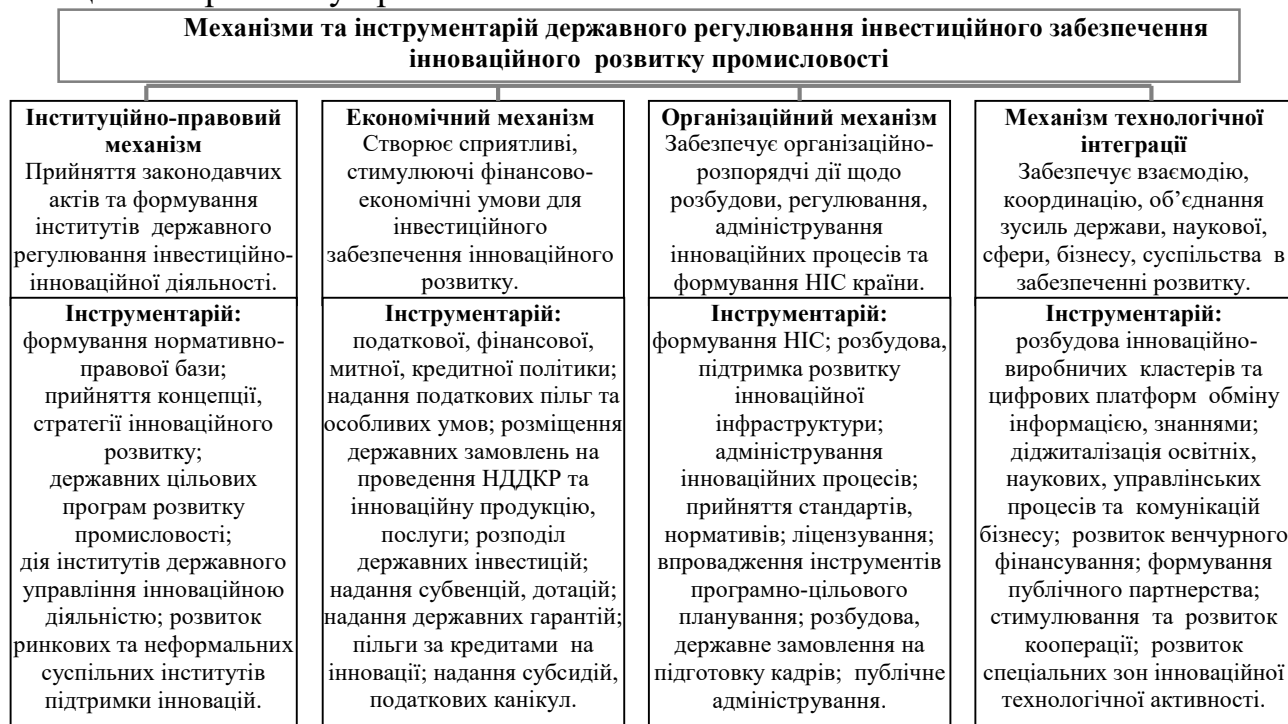 Механізми та інструментарій державного регулювання інвестиційного забезпечення
інноваційного розвитку промисловості
Інституційно-правовий
механізм
Прийняття законодавчих
актів та формування
інститутів державного
регулювання інвестиційно-
інноваційної діяльності.
Інструментарій:
формування нормативно-
правової бази;
прийняття концепції,
стратегії інноваційного
розвитку;
державних цільових
програм розвитку
промисловості;
дія інститутів державного
управління інноваційною
діяльністю; розвиток
ринкових та неформальних
суспільних інститутів
підтримки інновацій.
Економічний механізм
Створює сприятливі,
стимулюючі фінансово-
економічні умови для
інвестиційного
забезпечення інноваційного
розвитку.
Інструментарій:
податкової, фінансової,
митної, кредитної політики;
надання податкових пільг та
особливих умов; розміщення
державних замовлень на
проведення НДДКР та
інноваційну продукцію,
послуги; розподіл
державних інвестицій;
надання субвенцій, дотацій;
надання державних гарантій;
пільги за кредитами на
інновації; надання субсидій,
податкових канікул.
Організаційний механізм
Забезпечує організаційно-
розпорядчі дії щодо
розбудови, регулювання,
адміністрування
інноваційних процесів та
формування НІС країни.
Інструментарій:
формування НІС; розбудова,
підтримка розвитку
інноваційної
інфраструктури;
адміністрування
інноваційних процесів;
прийняття стандартів,
нормативів; ліцензування;
впровадження інструментів
програмно-цільового
планування; розбудова,
державне замовлення на
підготовку кадрів; публічне
адміністрування.
Механізм технологічної
інтеграції
Забезпечує взаємодію,
координацію, об’єднання
зусиль держави, наукової,
сфери, бізнесу, суспільства в
забезпеченні розвитку.
Інструментарій:
розбудова інноваційно-
виробничих кластерів та
цифрових платформ обміну
інформацією, знаннями;
діджиталізація освітніх,
наукових, управлінських
процесів та комунікацій
бізнесу; розвиток венчурного
фінансування; формування
публічного партнерства;
стимулювання та розвиток
кооперації; розвиток
спеціальних зон інноваційної
технологічної активності.